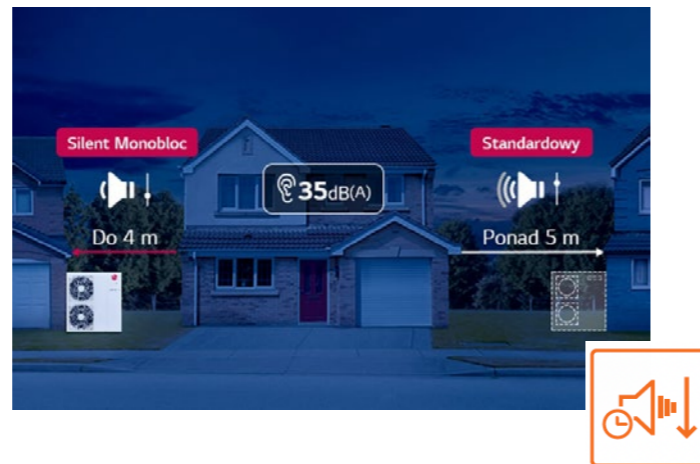 Silent Monobloc
Standardowy
35dB(A)
Do 4 m
Ponad 5 m